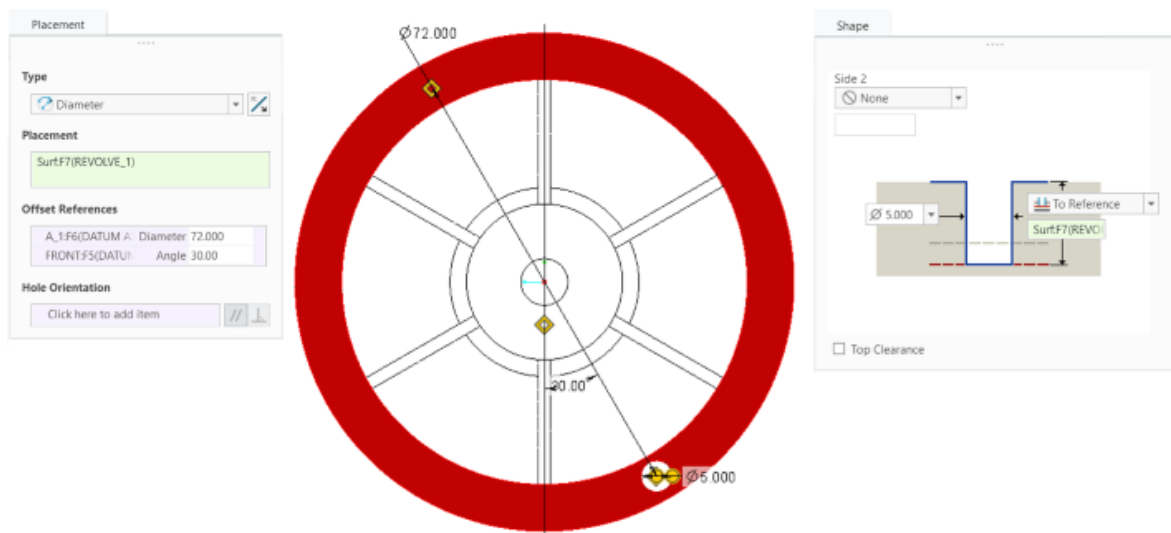 Placement
Type
Diameter
Placement
Surf:F7(REVOLVE_1)
Offset References
A_1:F6(DATUM A. Diameter 72.000
FRONT:F5(DATUM Angle 30.00
Hole Orientation
Click here to add item
Ø72.000
30.00°
Ø5.000
Shape
Side 2
None
Ø 5.000
To Reference
Surf:F7(REVO
Top Clearance